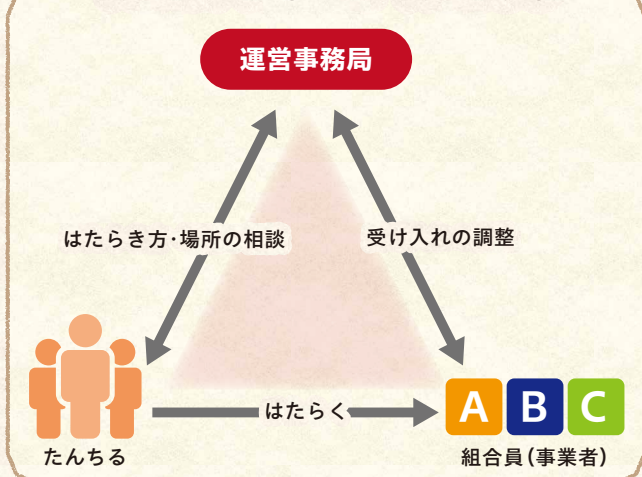 運営事務局
はたらき方・場所の相談
受け入れの調整
はたらく
A B C
たんちる
組合員(事業者)